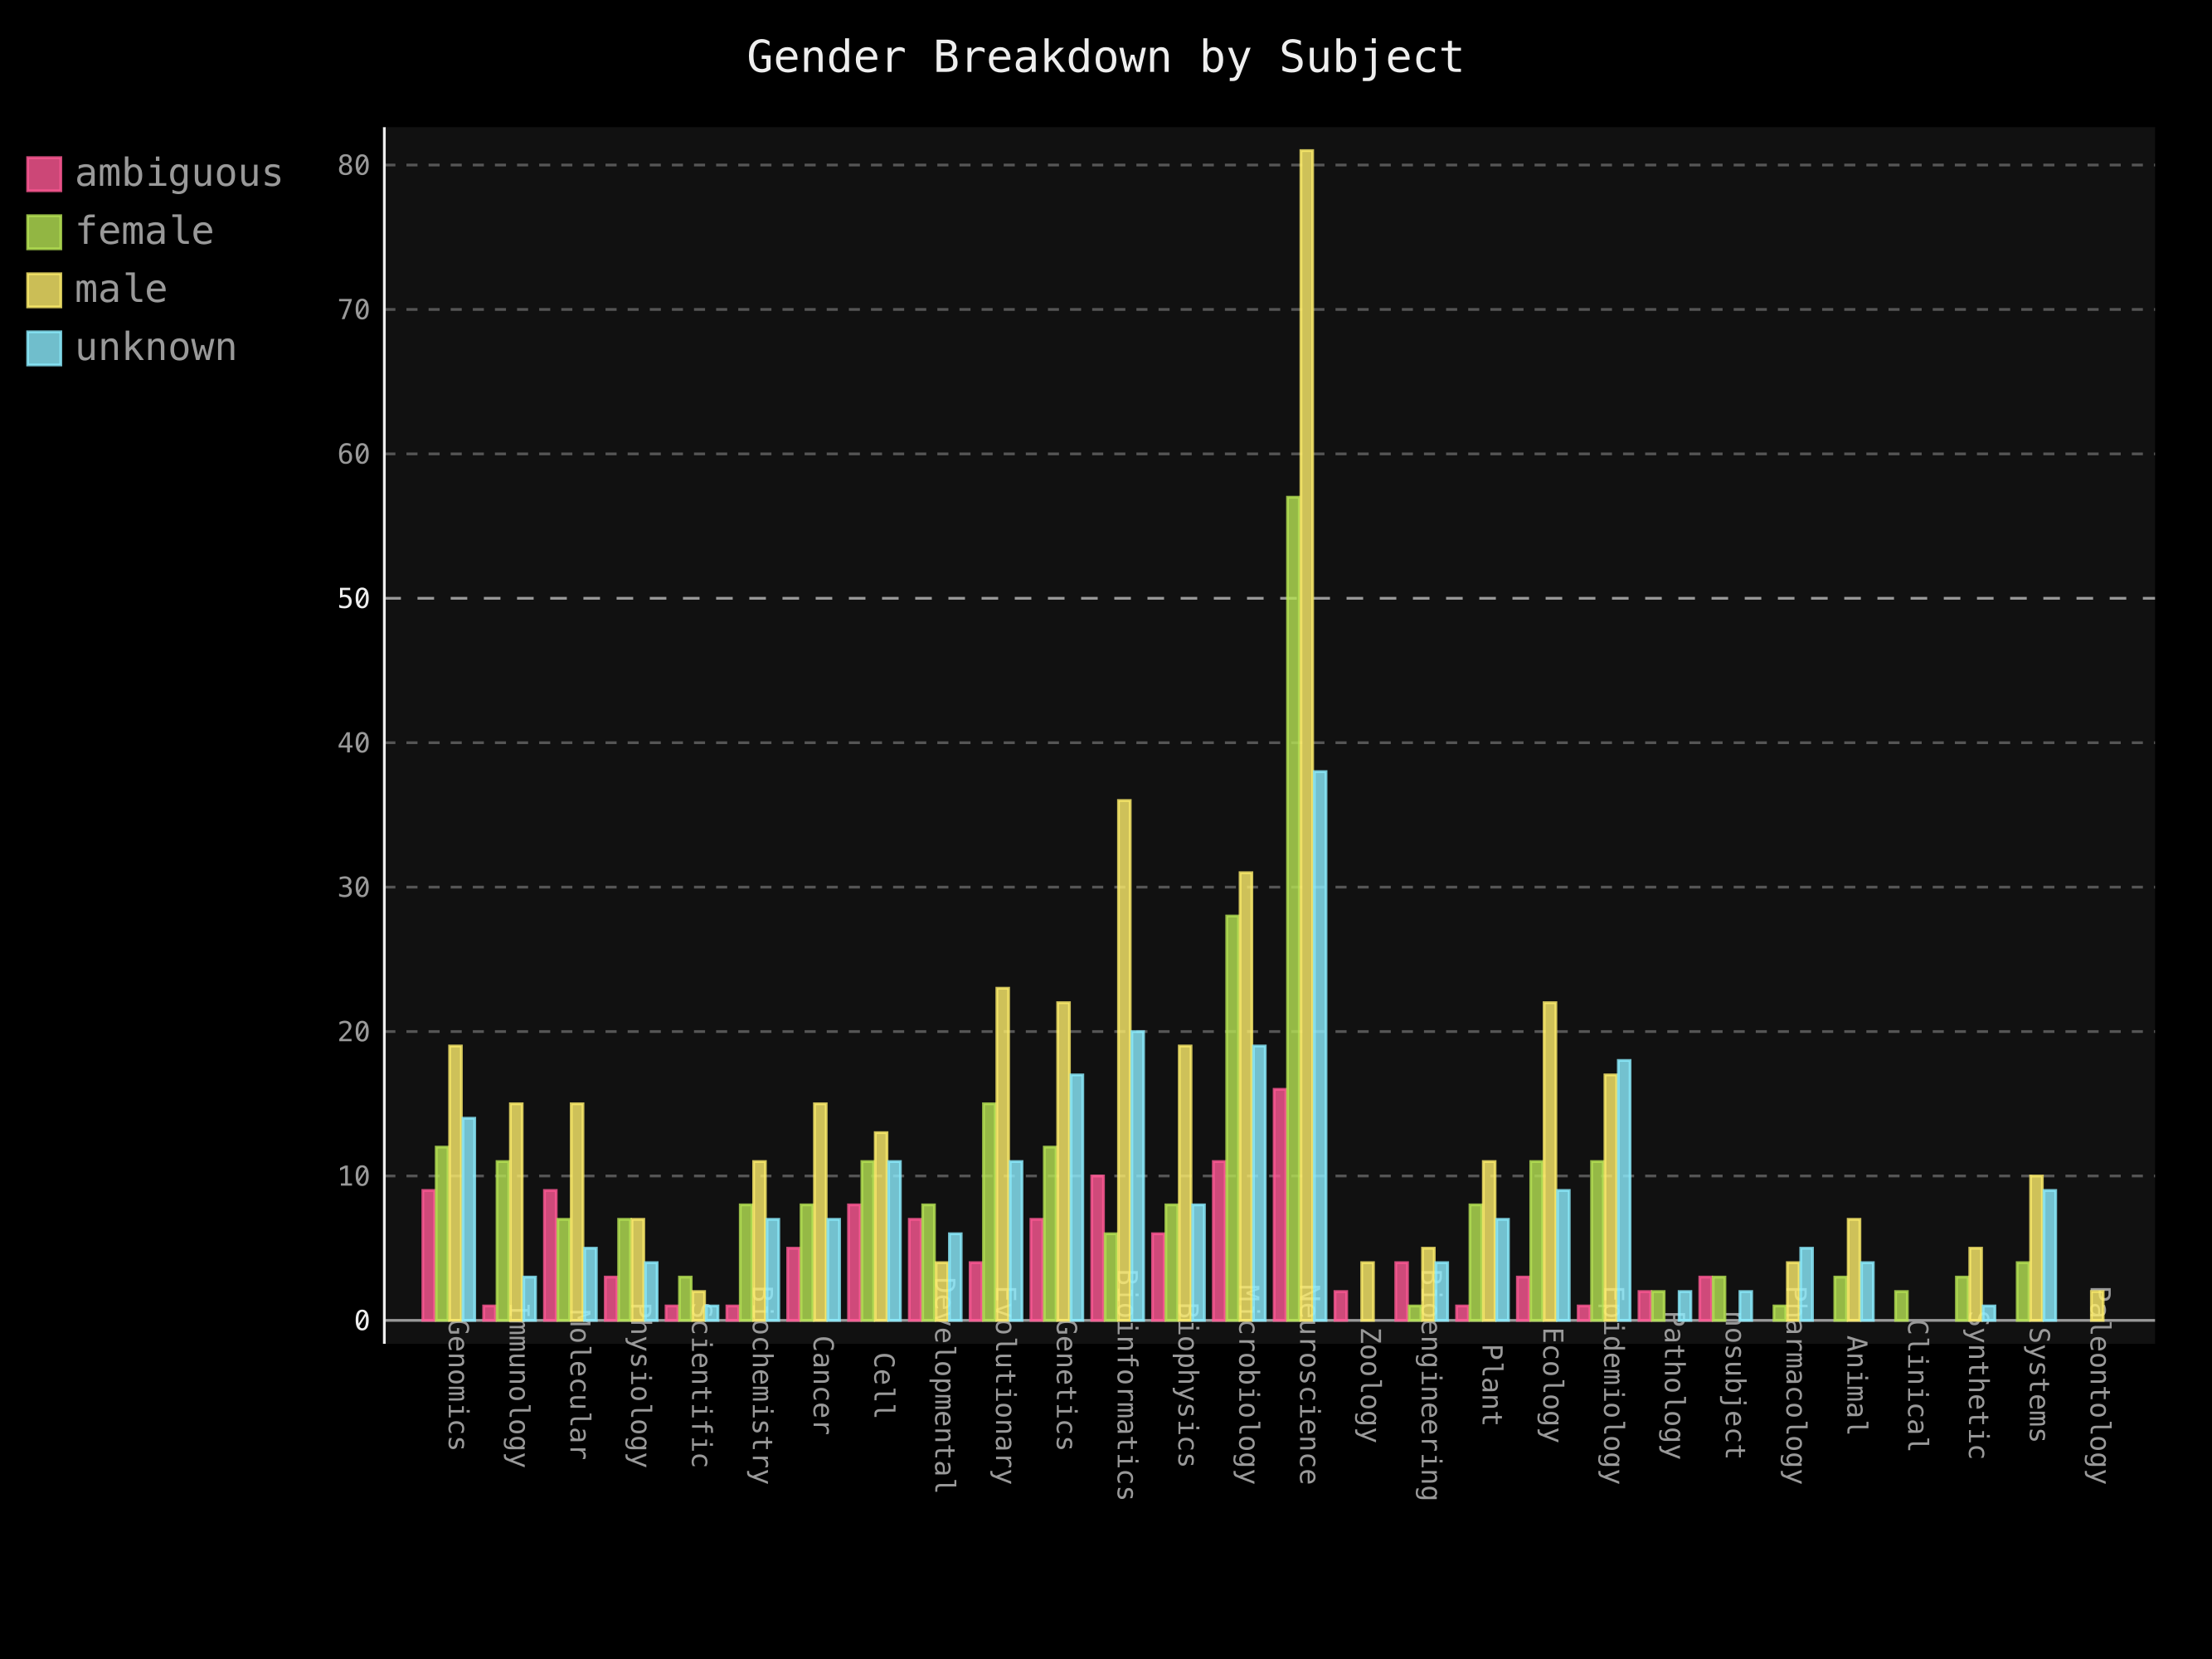 Gender Breakdown by Subject
ambiguous
female
male
unknown
80
70
60
50
40
30
20
10
0
Genomics
Immunology
Molecular
Physiology
Scientific
Biochemistry
Cancer
Cell
Developmental
Evolutionary
Genetics
Bioinformatics
Biophysics
Microbiology
Neuroscience
Zoology
Bioengineering
Plant
Ecology
Epidemiology
Pathology
nosubject
Pharmacology
Animal
Clinical
Synthetic
Systems
Paleontology